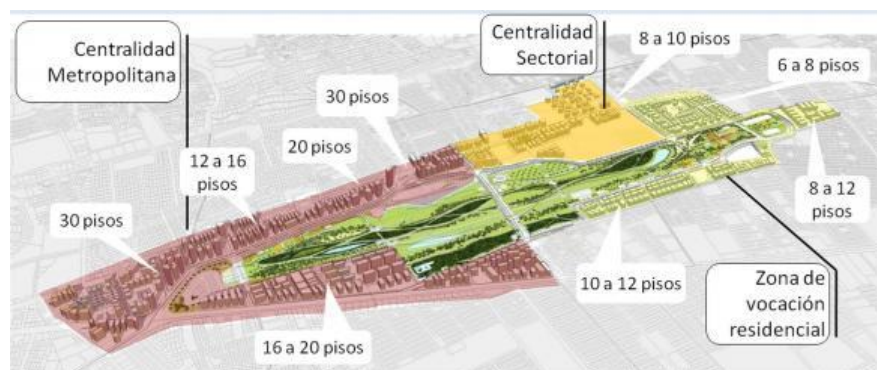 Centralidad
Metropolitana
Centralidad
Sectorial
8 a 10 pisos
6 a 8 pisos
30 pisos
20 pisos
12 a 16
pisos
30 pisos
8 a 12
pisos
10 a 12 pisos
Zona de
vocación
residencial
16 a 20 pisos